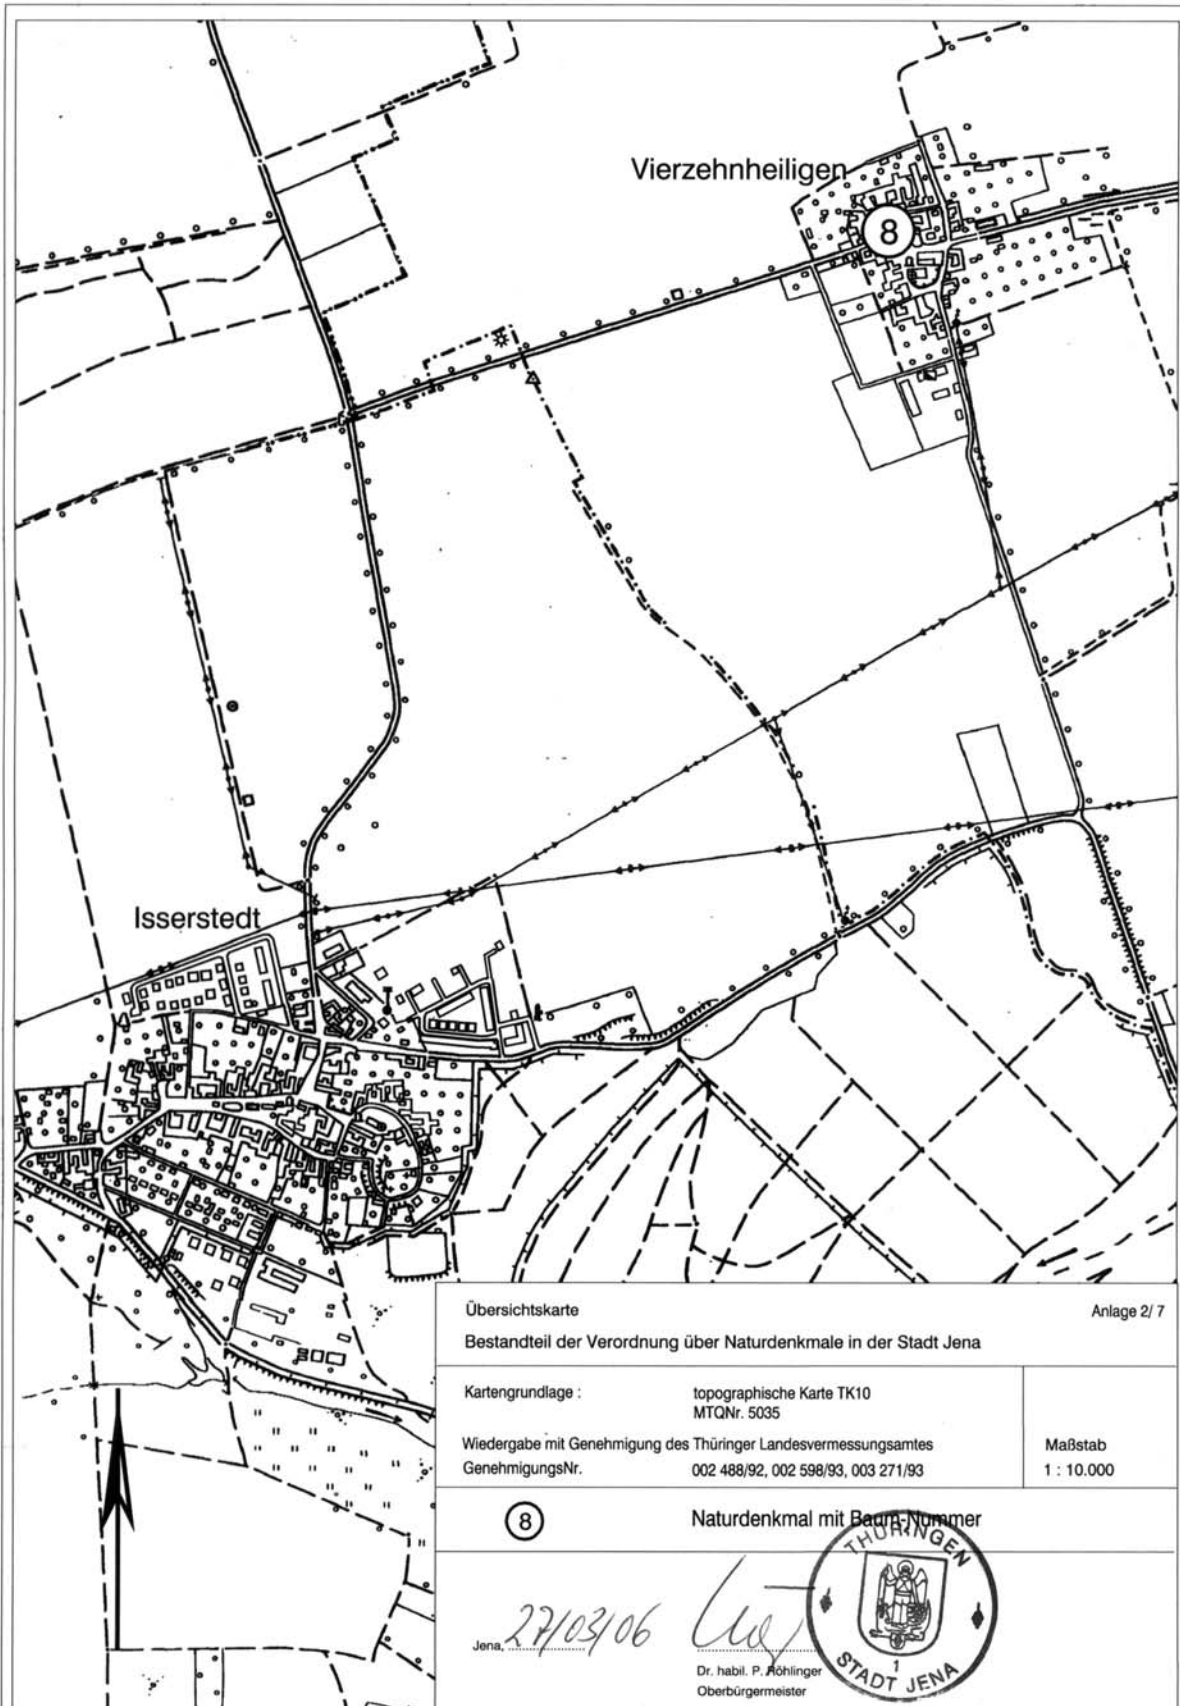 Vierzehnheiligen
8
Isserstedt
Übersichtskarte
Anlage 2/ 7
Bestandteil der Verordnung über Naturdenkmale in der Stadt Jena
Kartengrundlage :
topographische Karte TK10
MTQNr. 5035
Wiedergabe mit Genehmigung des Thüringer Landesvermessungsamtes
GenehmigungsNr.
002 488/92, 002 598/93, 003 271/93
Maßstab
1 : 10.000
8
Naturdenkmal mit Baum-Nummer
THÜRINGEN
1
STADT JENA
Jena, 27/03/06
Dr. habil. P. Röhlinger
Oberbürgermeister